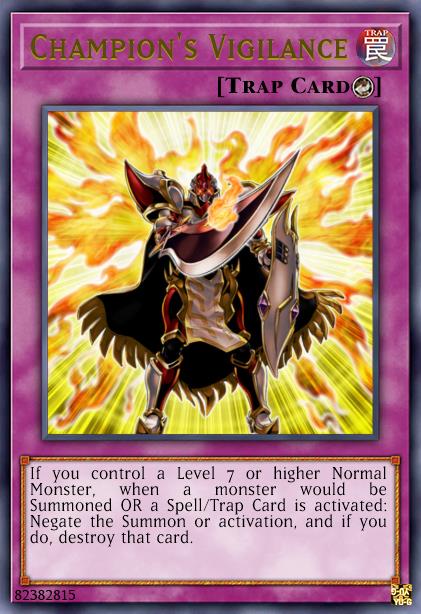 CHAMPION'S VIGILANCE
TRAP
罠
[TRAP CARD]
If you control a Level 7 or higher Normal
Monster, when a monster would be
Summoned OR a Spell/Trap Card is activated:
Negate the Summon or activation, and if you
do, destroy that card.
82382815